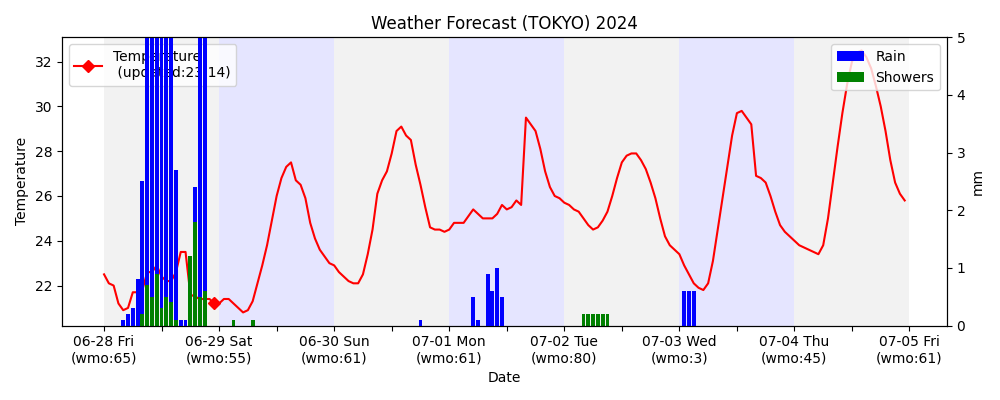 Weather Forecast (TOKYO) 2024
Temperature
(updated:23:14)
Rain
Showers
Temperature
32
30
28
26
24
22
5
4
3
2
1
0
mm
06-28 Fri
(wmo:65)
06-29 Sat
(wmo:55)
06-30 Sun
(wmo:61)
07-01 Mon
(wmo:61)
07-02 Tue
(wmo:80)
07-03 Wed
(wmo:3)
07-04 Thu
(wmo:45)
07-05 Fri
(wmo:61)
Date